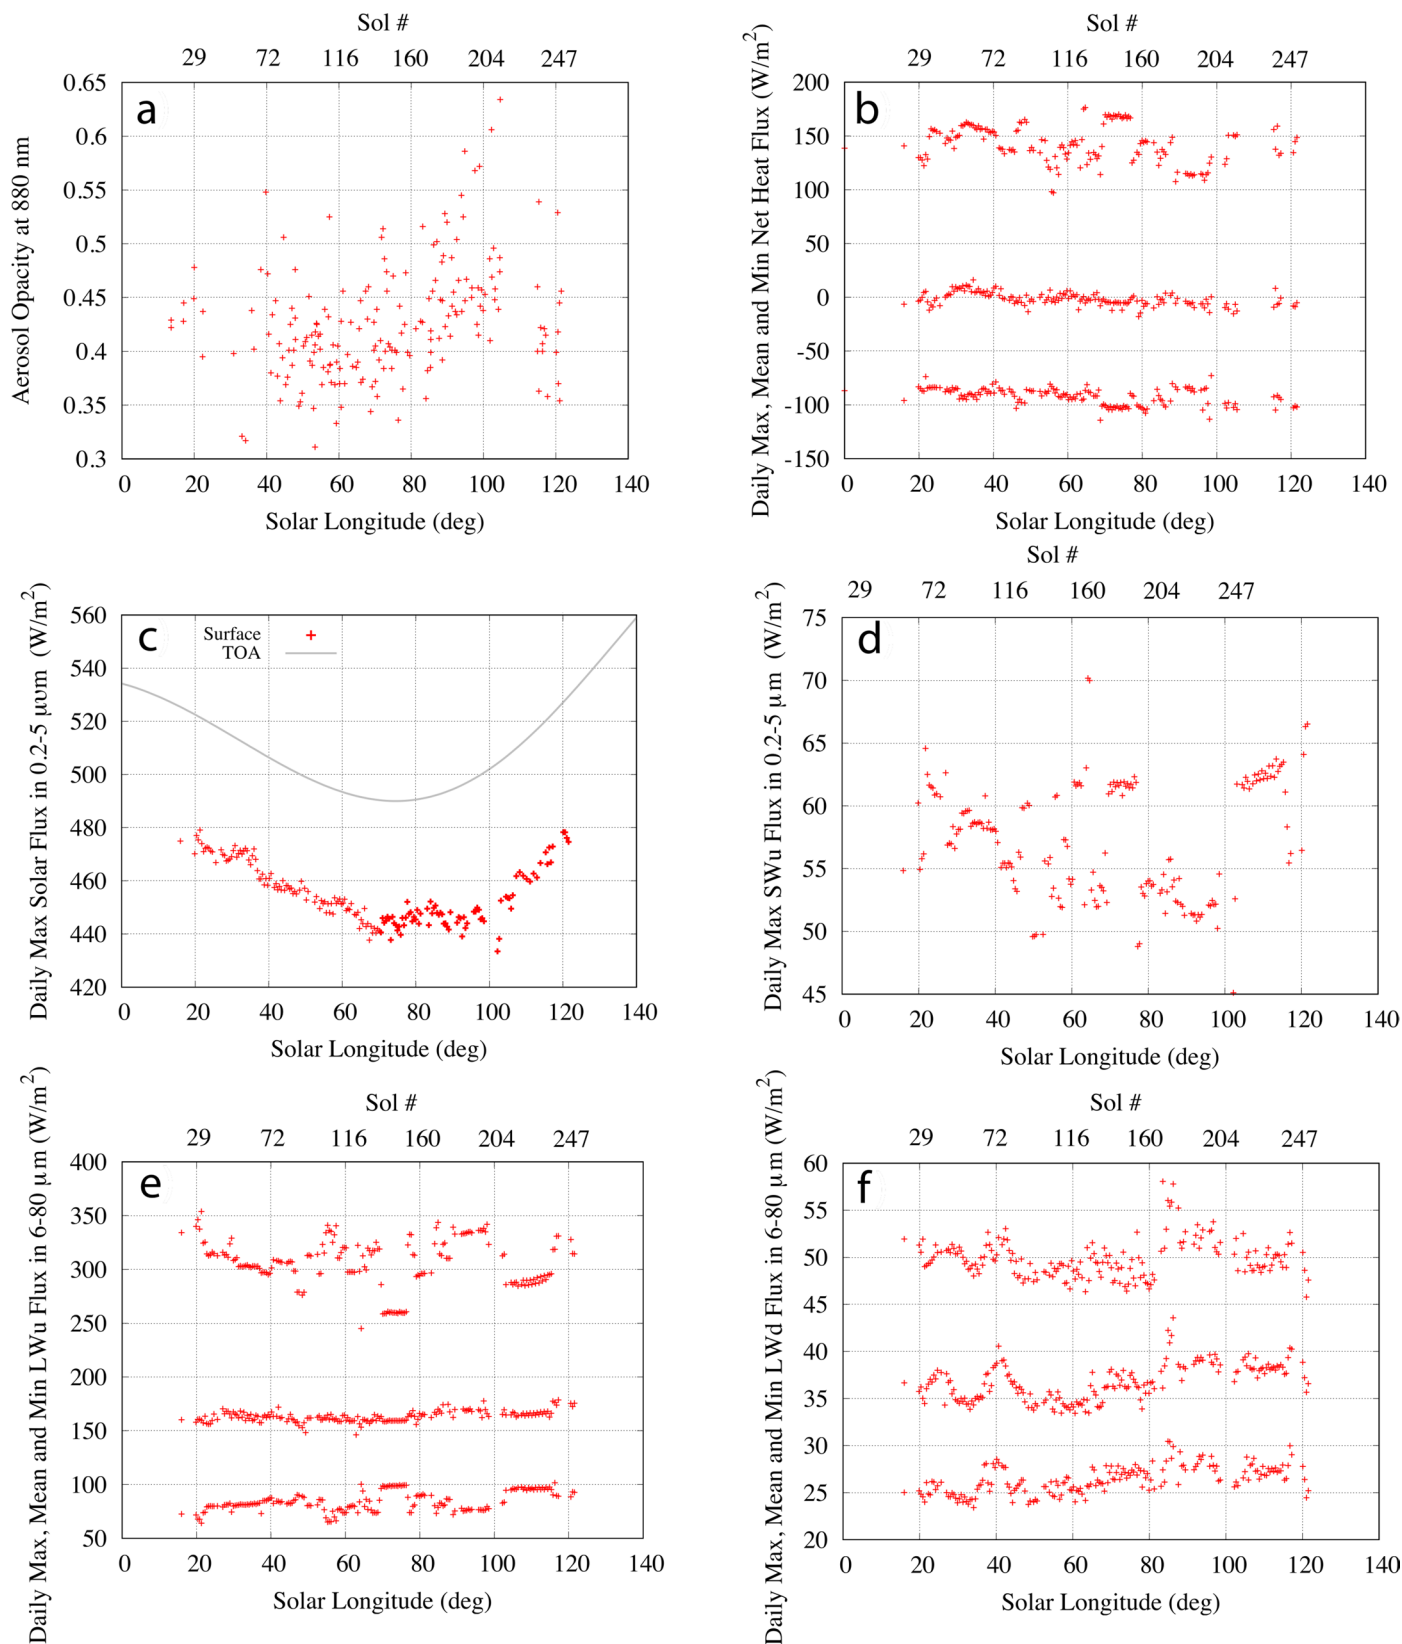 Sol #
29 72 116 160 204 247
a
Aerosol Opacity at 880 nm
0.65
0.6
0.55
0.5
0.45
0.4
0.35
0.3
0 20 40 60 80 100 120 140
Solar Longitude (deg)
Sol #
29 72 116 160 204 247
b
Daily Max, Mean and Min Net Heat Flux (W/m²)
200
150
100
50
0
-50
-100
-150
0 20 40 60 80 100 120 140
Solar Longitude (deg)
c
Surface
TOA
Daily Max Solar Flux in 0.2-5 μυm (W/m²)
560
540
520
500
480
460
440
420
0 20 40 60 80 100 120 140
Solar Longitude (deg)
Sol #
29 72 116 160 204 247
d
Daily Max SWu Flux in 0.2-5 μm (W/m²)
75
70
65
60
55
50
45
0 20 40 60 80 100 120 140
Solar Longitude (deg)
Sol #
29 72 116 160 204 247
e
Daily Max, Mean and Min LWu Flux in 6-80 μm (W/m²)
400
350
300
250
200
150
100
50
0 20 40 60 80 100 120 140
Solar Longitude (deg)
Sol #
29 72 116 160 204 247
f
Daily Max, Mean and Min LWd Flux in 6-80 μm (W/m²)
60
55
50
45
40
35
30
25
20
0 20 40 60 80 100 120 140
Solar Longitude (deg)